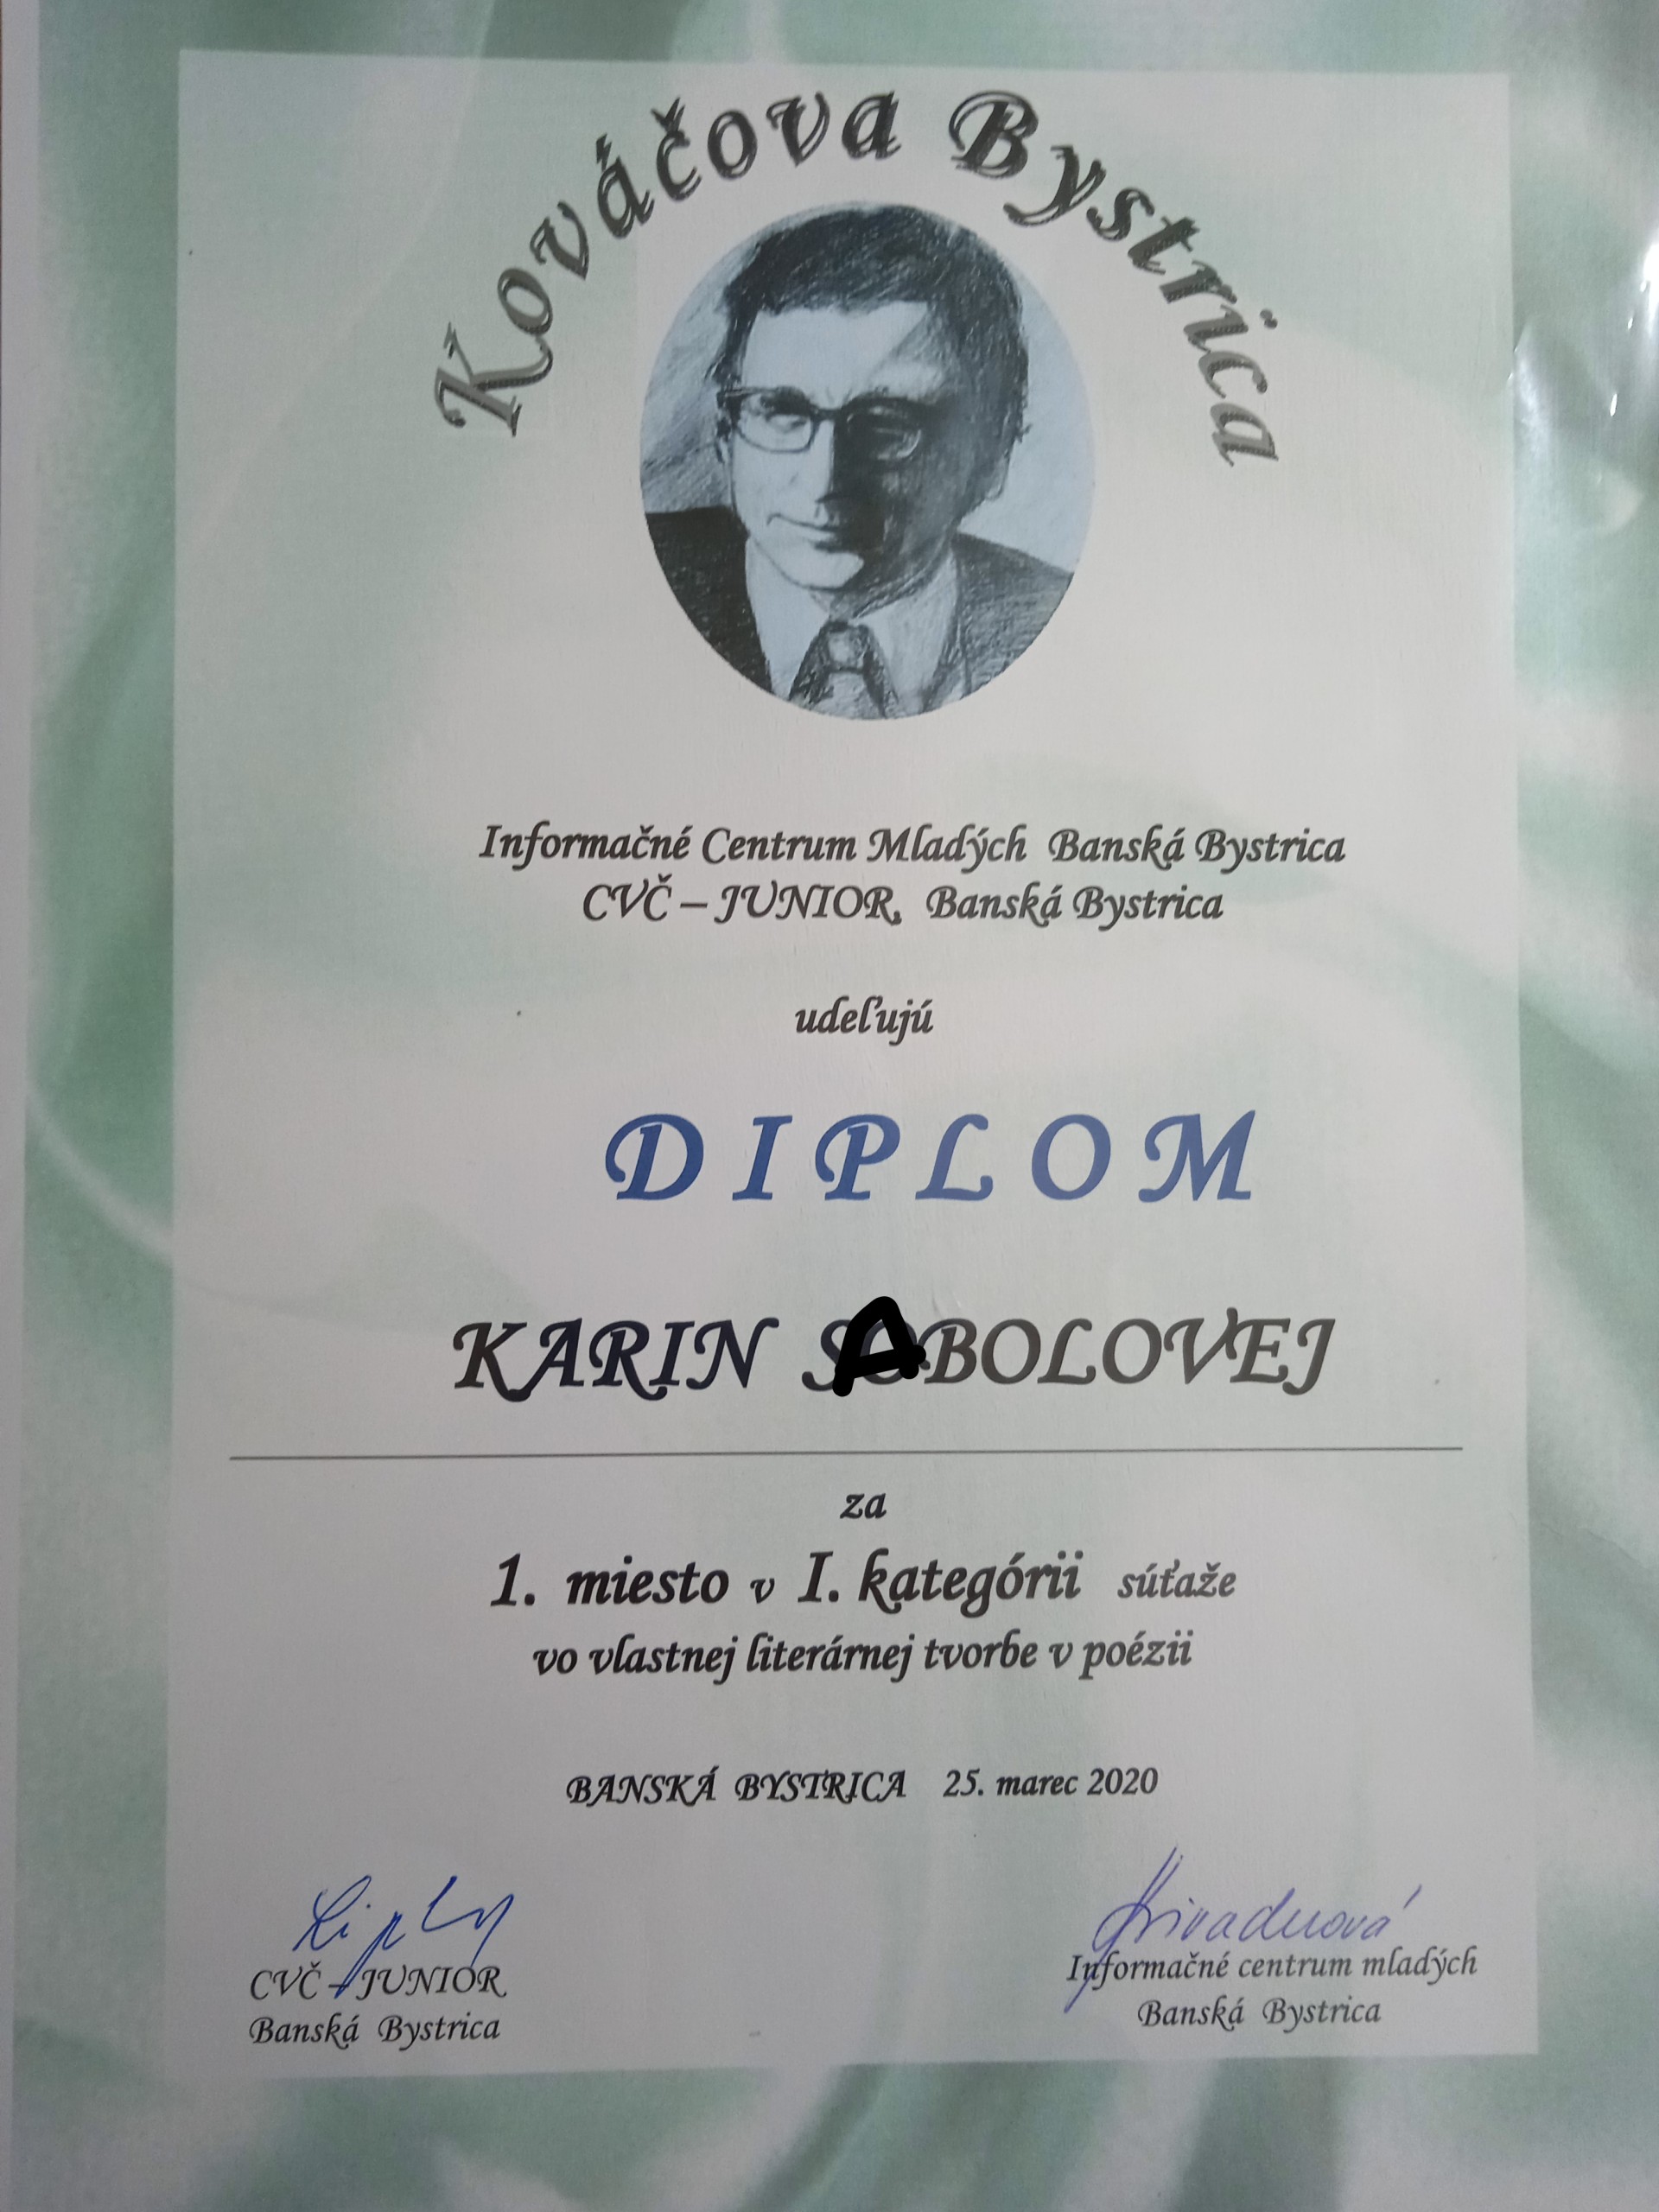 Kováčova Bystrica
Informačné Centrum Mladých Banská Bystrica
CVČ – JUNIOR, Banská Bystrica
udeľujú
DIPLOM
KARIN SABOLOVEJ
za
1. miesto v I. kategórii súťaže
vo vlastnej literárnej tvorbe v poézii
BANSKÁ BYSTRICA 25. marec 2020
CVČ – JUNIOR
Banská Bystrica
Informačné centrum mladých
Banská Bystrica